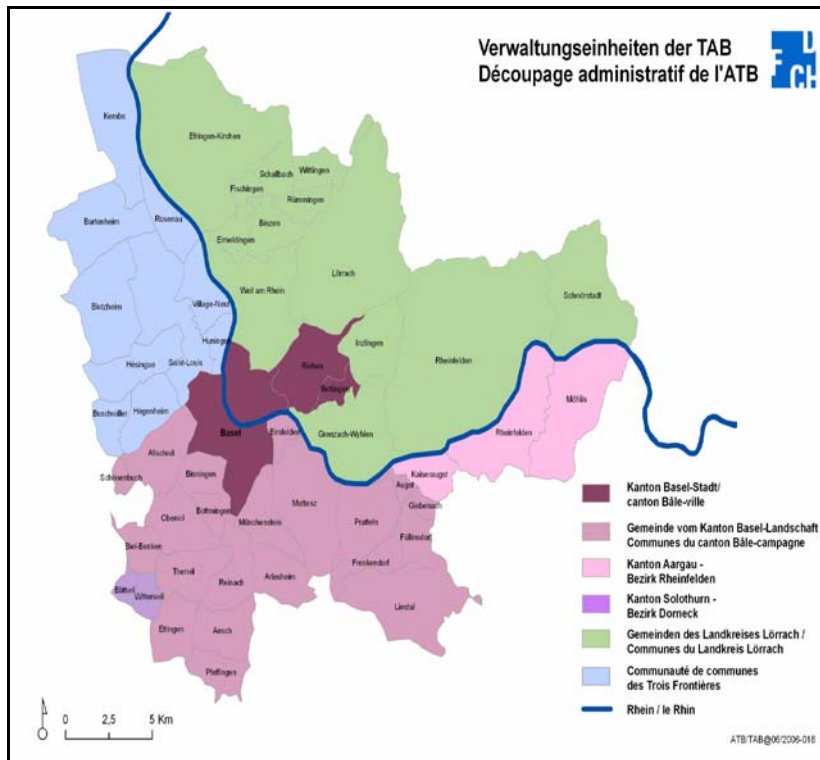 Verwaltungseinheiten der TAB
Découpage administratif de l'ATB
F D
CH
Kembs
Efringen-Kirchen
Schallbach
Wittlingen
Fischingen
Rümmingen
Bartenheim
Rosenau
Binzen
Eimeldingen
Lörrach
Weil am Rhein
Schwörstadt
Blotzheim
Village-Neuf
Huningue
Inzlingen
Hésingue
Saint-Louis
Riehen
Rheinfelden
Bettingen
Möhlin
Buschwiller
Hégenheim
Basel
Birsfelden
Grenzach-Wyhlen
Rheinfelden
Allschwil
Schönenbuch
Binningen
Kaiseraugst
Augst
Muttenz
Giebenach
Oberwil
Bottmingen
Münchenstein
Pratteln
Füllinsdorf
Biel-Benken
Frenkendorf
Therwil
Reinach
Arlesheim
Bättwil
Witterswil
Liestal
Ettingen
Aesch
Pfeffingen
Kanton Basel-Stadt/
canton Bâle-ville
Gemeinde vom Kanton Basel-Landschaft
Communes du canton Bâle-campagne
Kanton Aargau -
Bezirk Rheinfelden
Kanton Solothurn -
Bezirk Dorneck
Gemeinden des Landkreises Lörrach /
Communes du Landkreis Lörrach
Communauté de communes
des Trois Frontières
Rhein / le Rhin
0 2,5 5 Km
ATB/TAB@06/2006-018